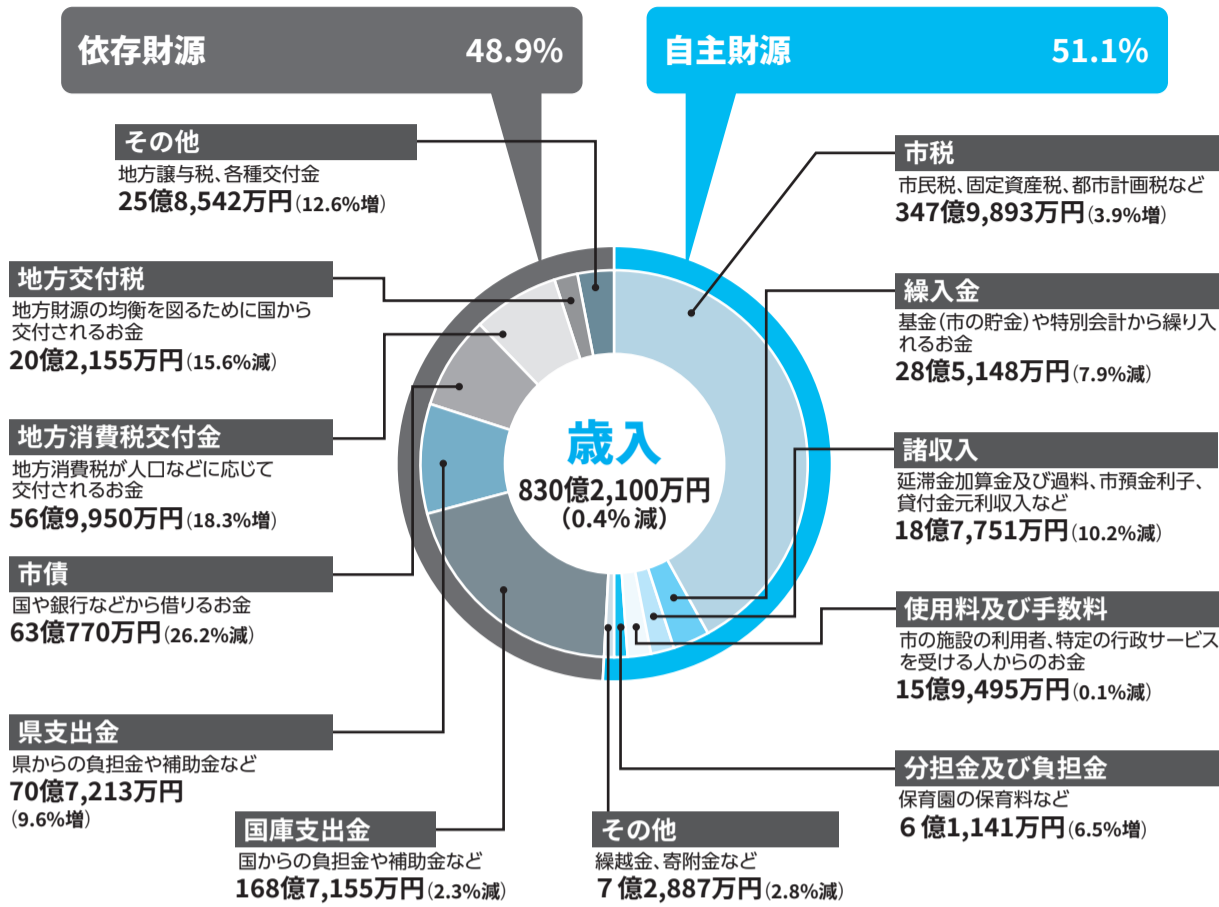 依存財源 48.9%
自主財源 51.1%
その他
地方譲与税、各種交付金
25億8,542万円(12.6%増)
地方交付税
地方財源の均衡を図るために国から
交付されるお金
20億2,155万円(15.6%減)
地方消費税交付金
地方消費税が人口などに応じて
交付されるお金
56億9,950万円(18.3%増)
市債
国や銀行などから借りるお金
63億770万円(26.2%減)
県支出金
県からの負担金や補助金など
70億7,213万円
(9.6%増)
国庫支出金
国からの負担金や補助金など
168億7,155万円(2.3%減)
歳入
830億2,100万円
(0.4%減)
市税
市民税、固定資産税、都市計画税など
347億9,893万円(3.9%増)
繰入金
基金(市の貯金)や特別会計から繰り入
れるお金
28億5,148万円(7.9%減)
諸収入
延滞金加算金及び過料、市預金利子、
貸付金元利収入など
18億7,751万円(10.2%減)
使用料及び手数料
市の施設の利用者、特定の行政サービス
を受ける人からのお金
15億9,495万円(0.1%減)
分担金及び負担金
保育園の保育料など
6億1,141万円(6.5%増)
その他
繰越金、寄附金など
7億2,887万円(2.8%減)